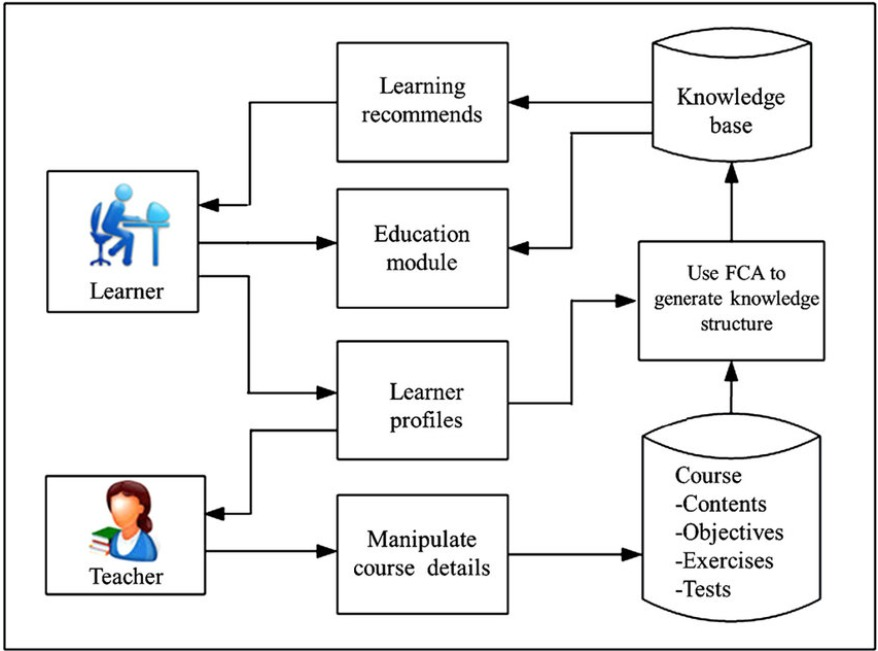 Learning
recommends
Knowledge
base
Learner
Education
module
Use FCA to
generate knowledge
structure
Learner
profiles
Teacher
Manipulate
course details
Course
-Contents
-Objectives
-Exercises
-Tests